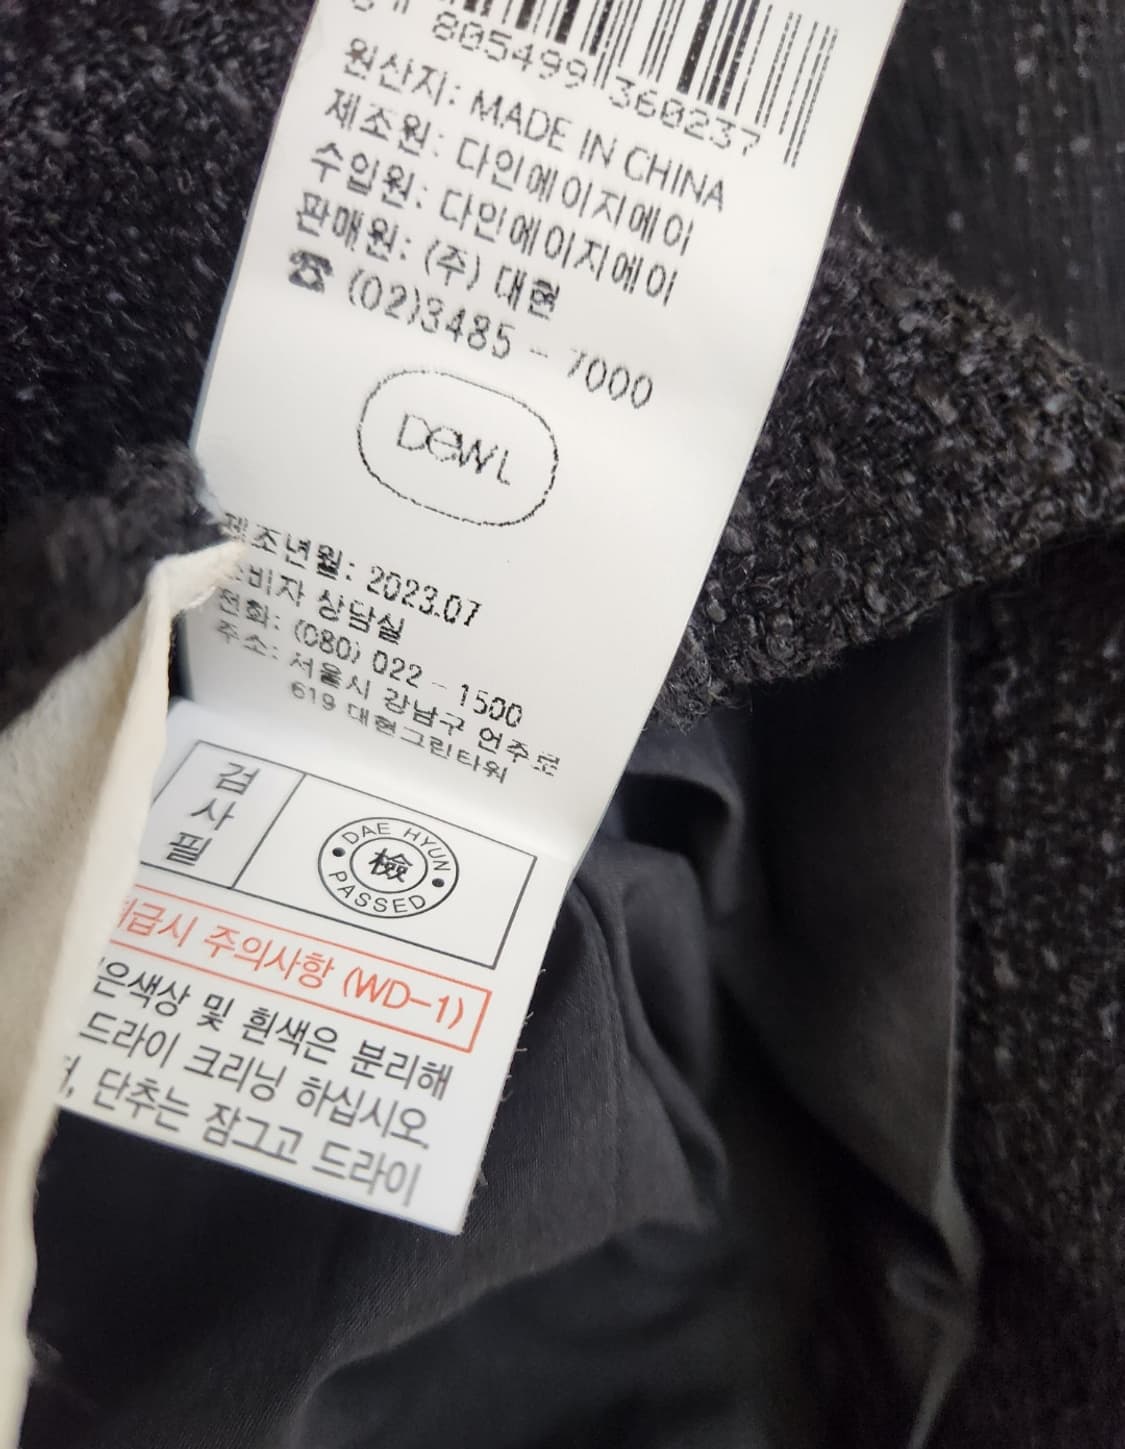 805499 360237
원산지: MADE IN CHINA
제조원: 다인에이지에이
수입원: 다인에이지에이
판매원: (주) 대현
☎ (02)3485 - 7000
DEWL
제조년월: 2023.07
소비자 상담실
전화: (080) 022 - 1500
주소: 서울시 강남구 언주로
619 대현그린타워
검사필
DAE HYUN
檢
PASSED
취급시 주의사항 (WD-1)
은색상 및 흰색은 분리해
드라이 크리닝 하십시오.
, 단추는 잠그고 드라이